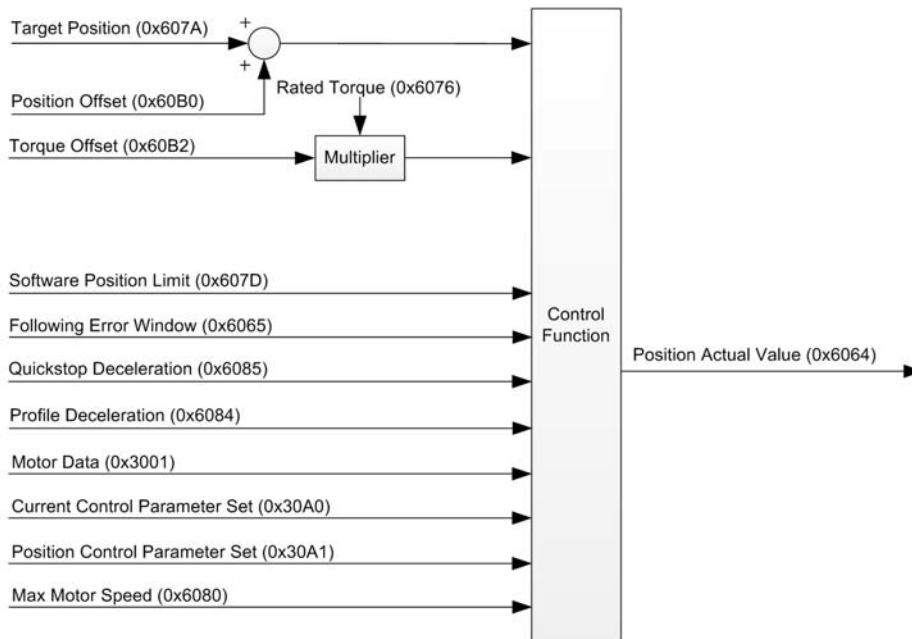 Target Position (0x607A)
+
+
Position Offset (0x60B0)
Rated Torque (0x6076)
Torque Offset (0x60B2)
Multiplier
Software Position Limit (0x607D)
Following Error Window (0x6065)
Control
Function
Quickstop Deceleration (0x6085)
Position Actual Value (0x6064)
Profile Deceleration (0x6084)
Motor Data (0x3001)
Current Control Parameter Set (0x30A0)
Position Control Parameter Set (0x30A1)
Max Motor Speed (0x6080)